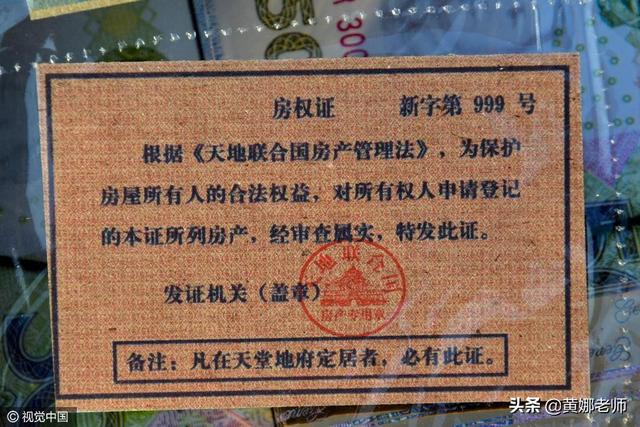 房权证 新字第 999 号
根据《天地联合国房产管理法》,为保护
房屋所有人的合法权益,对所有权人申请登记
的本证所列房产,经审查属实,特发此证。
发证机关(盖章)
地联合国
房产专用章
备注:凡在天堂地府定居者,必有此证。
©视觉中国
头条 @黄娜老师